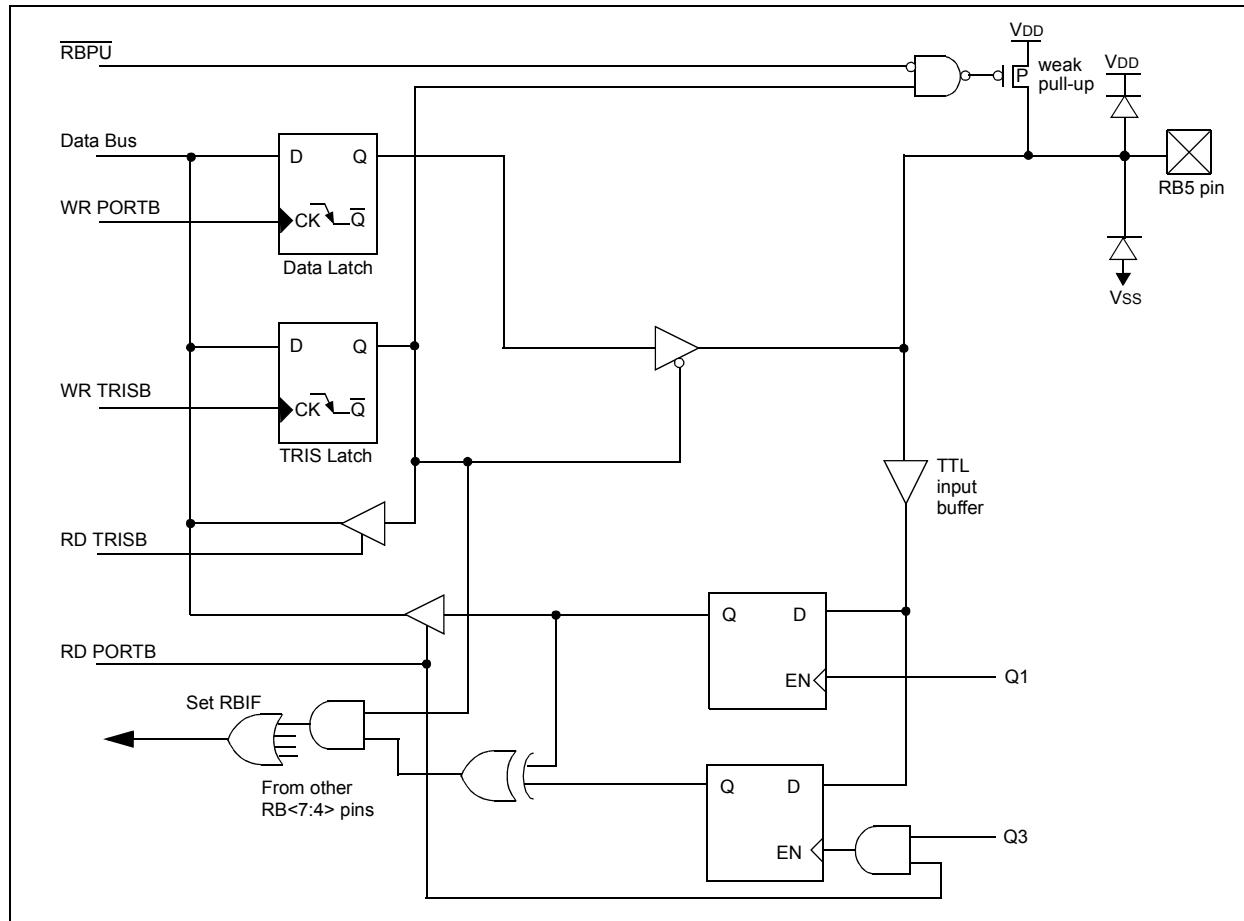 RBPU
VDD
P
weak
pull-up
VDD
Data Bus
D
Q
RB5 pin
WR PORTB
CK
Q
Data Latch
VSS
D
Q
WR TRISB
CK
Q
TRIS Latch
TTL
input
buffer
RD TRISB
Q
D
RD PORTB
EN
Q1
Set RBIF
Q
D
From other
RB<7:4> pins
Q3
EN